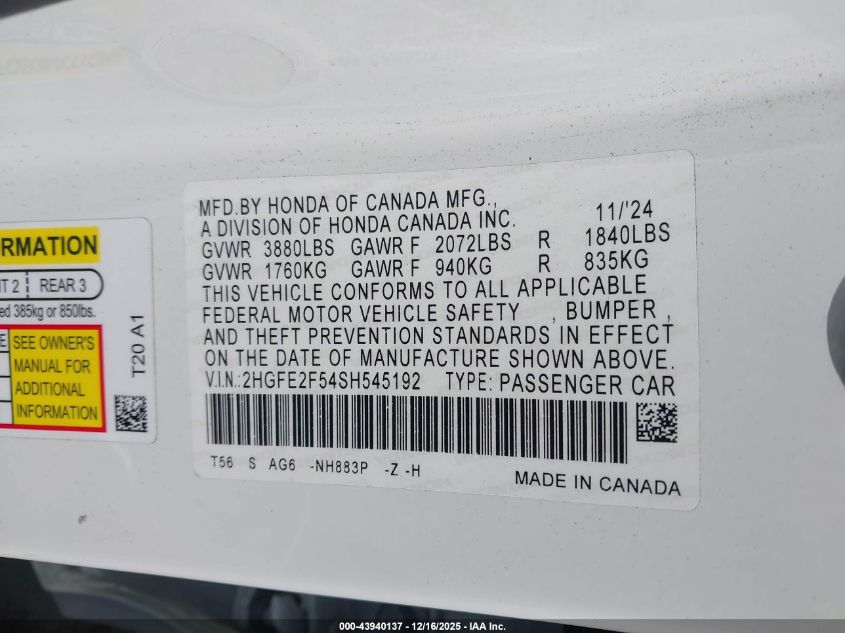 RMATION
T 2 REAR 3
ed 385kg or 850lbs.
E SEE OWNER'S
MANUAL FOR
ADDITIONAL
INFORMATION
T20 A1
MFD.BY HONDA OF CANADA MFG.,
A DIVISION OF HONDA CANADA INC. 11/'24
GVWR 3880LBS GAWR F 2072LBS R 1840LBS
GVWR 1760KG GAWR F 940KG R 835KG
THIS VEHICLE CONFORMS TO ALL APPLICABLE
FEDERAL MOTOR VEHICLE SAFETY , BUMPER ,
AND THEFT PREVENTION STANDARDS IN EFFECT
ON THE DATE OF MANUFACTURE SHOWN ABOVE.
V.I.N.: 2HGFE2F54SH545192 TYPE: PASSENGER CAR
T56 S AG6 -NH883P -Z -H
MADE IN CANADA
000-43940137 - 12/16/2025 - IAA Inc.